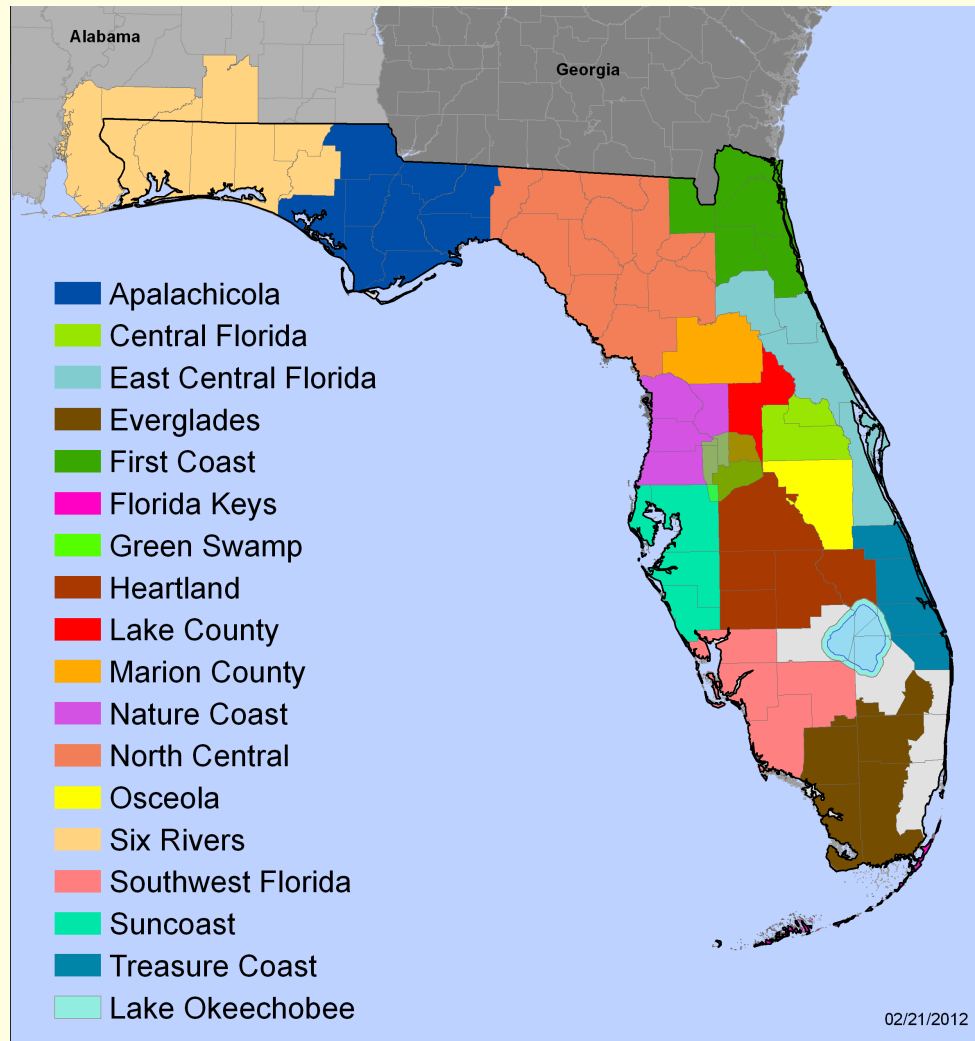 Alabama
Georgia
Apalachicola
Central Florida
East Central Florida
Everglades
First Coast
Florida Keys
Green Swamp
Heartland
Lake County
Marion County
Nature Coast
North Central
Osceola
Six Rivers
Southwest Florida
Suncoast
Treasure Coast
Lake Okeechobee
02/21/2012